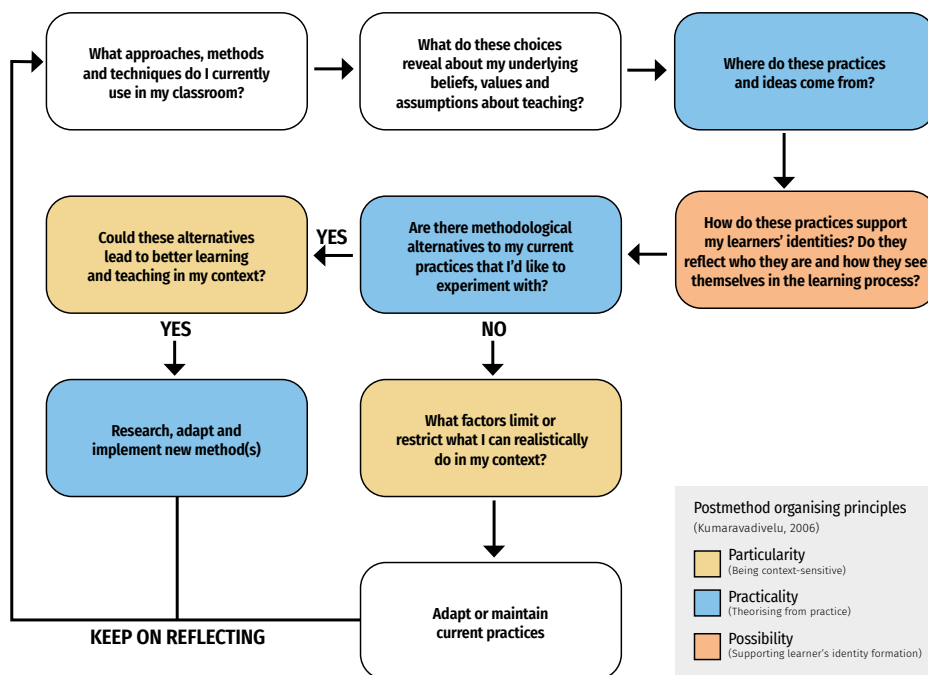 What approaches, methods
and techniques do I currently
use in my classroom?
What do these choices
reveal about my underlying
beliefs, values and
assumptions about teaching?
Where do these practices
and ideas come from?
How do these practices support
my learners' identities? Do they
reflect who they are and how they see
themselves in the learning process?
Are there methodological
alternatives to my current
practices that I'd like to
experiment with?
YES
Could these alternatives
lead to better learning
and teaching in my context?
YES
NO
Research, adapt and
implement new method(s)
What factors limit or
restrict what I can realistically
do in my context?
Adapt or maintain
current practices
KEEP ON REFLECTING
Postmethod organising principles
(Kumaravadivelu, 2006)
Particularity
(Being context-sensitive)
Practicality
(Theorising from practice)
Possibility
(Supporting learner's identity formation)